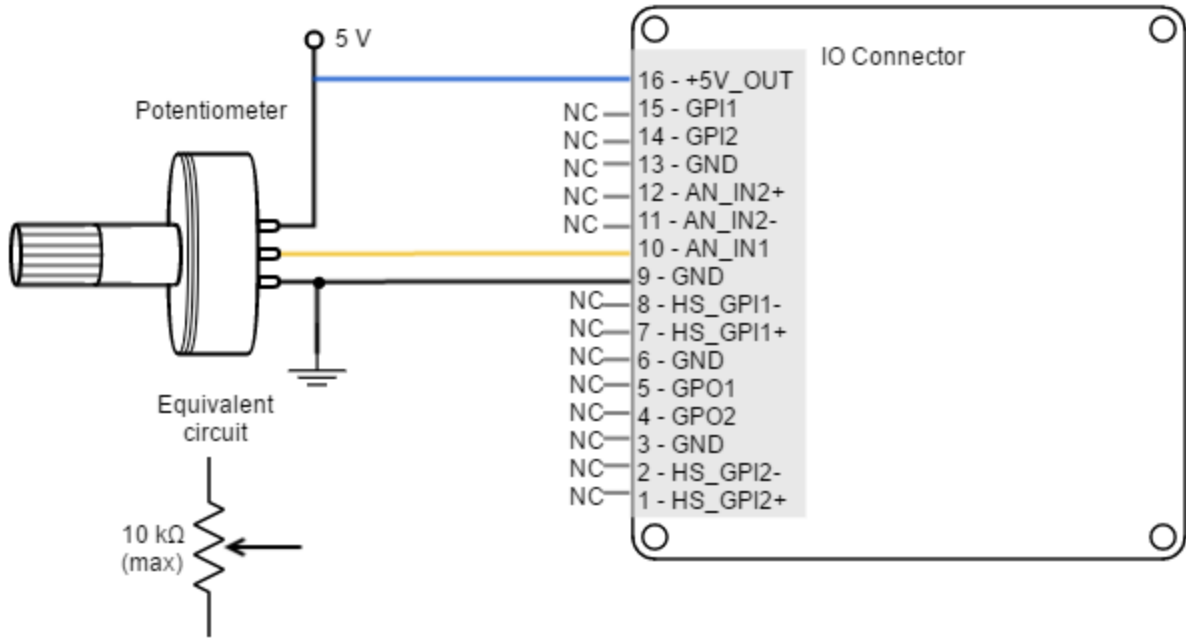 5 V
IO Connector
Potentiometer
16 - +5V_OUT
NC 15 - GPI1
NC 14 - GPI2
NC 13 - GND
NC 12 - AN_IN2+
NC 11 - AN_IN2-
10 - AN_IN1
9 - GND
NC 8 - HS_GPI1-
NC 7 - HS_GPI1+
NC 6 - GND
NC 5 - GPO1
NC 4 - GPO2
NC 3 - GND
NC 2 - HS_GPI2-
NC 1 - HS_GPI2+
Equivalent
circuit
10 kΩ
(max)